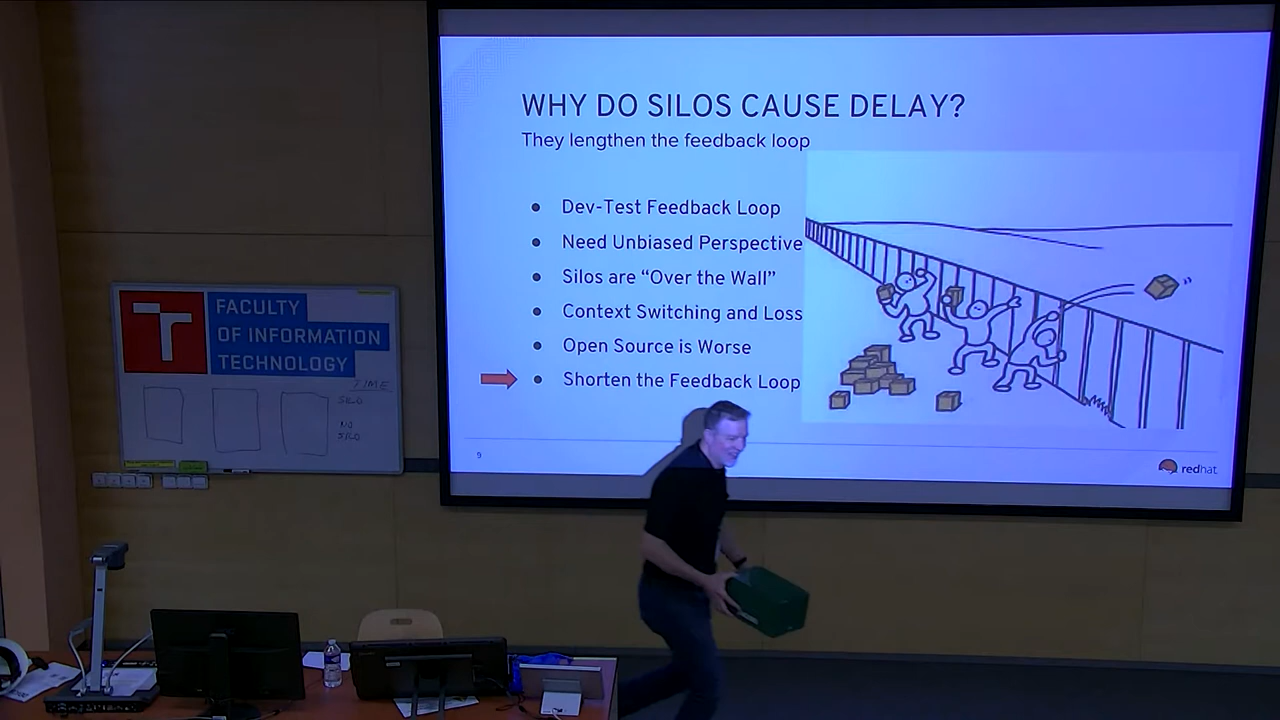 WHY DO SILOS CAUSE DELAY?
They lengthen the feedback loop
● Dev-Test Feedback Loop
● Need Unbiased Perspective
● Silos are “Over the Wall”
● Context Switching and Loss
● Open Source is Worse
● Shorten the Feedback Loop
9
redhat
FACULTY
OF INFORMATION
TECHNOLOGY
TIME
SILO
NO
SILO